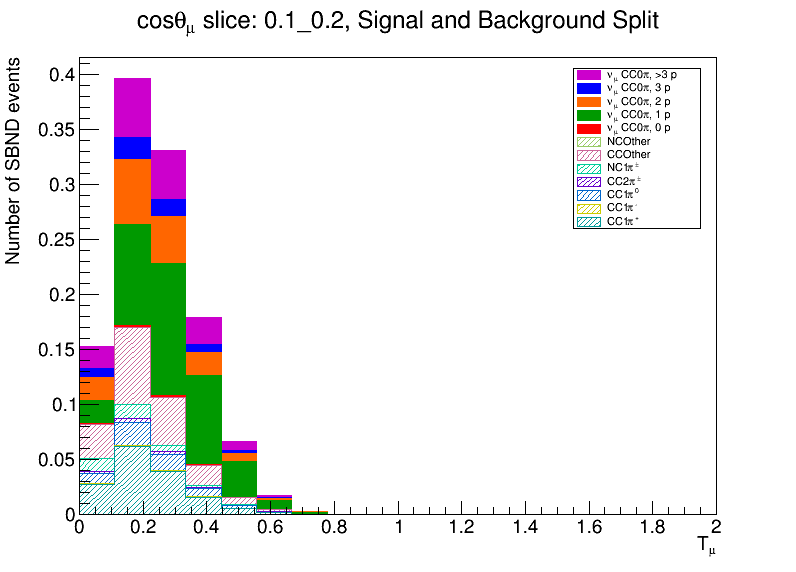 cosθμ slice: 0.1_0.2, Signal and Background Split
Number of SBND events
0.4
0.35
0.3
0.25
0.2
0.15
0.1
0.05
0
νμ CC0π, >3 p
νμ CC0π, 3 p
νμ CC0π, 2 p
νμ CC0π, 1 p
νμ CC0π, 0 p
NCOther
CCOther
NC1π±
CC2π±
CC1π⁰
CC1π⁻
CC1π⁺
0 0.2 0.4 0.6 0.8 1 1.2 1.4 1.6 1.8 2
Tμ